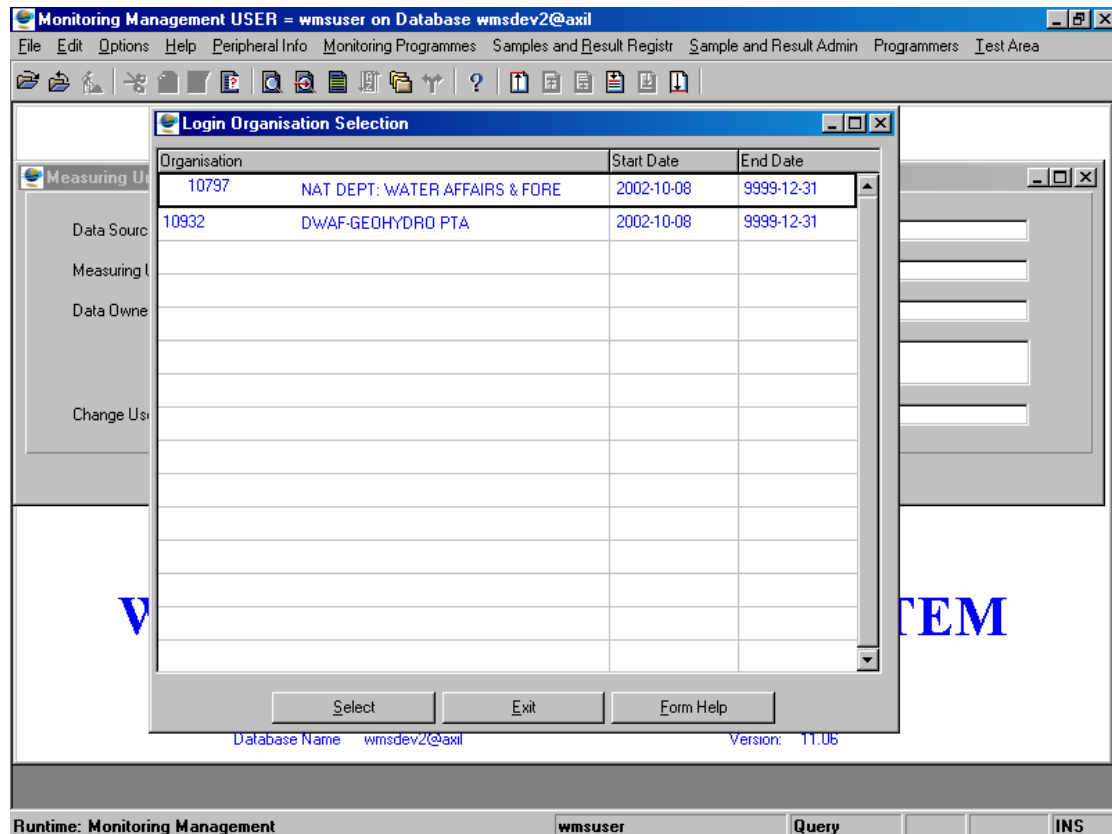 Monitoring Management USER = wmsuser on Database wmsdev2@axil
File Edit Options Help Peripheral Info Monitoring Programmes Samples and Result Registr Sample and Result Admin Programmers Test Area
Login Organisation Selection
Organisation Start Date End Date
10797 NAT DEPT: WATER AFFAIRS & FORE 2002-10-08 9999-12-31
10932 DWAF-GEOHYDRO PTA 2002-10-08 9999-12-31
Select Exit Form Help
Measuring U
Data Sourc
Measuring U
Data Owne
Change Us
W TEM
Database Name wmsdev2@axil Version: 11.06
Runtime: Monitoring Management wmsuser Query INS